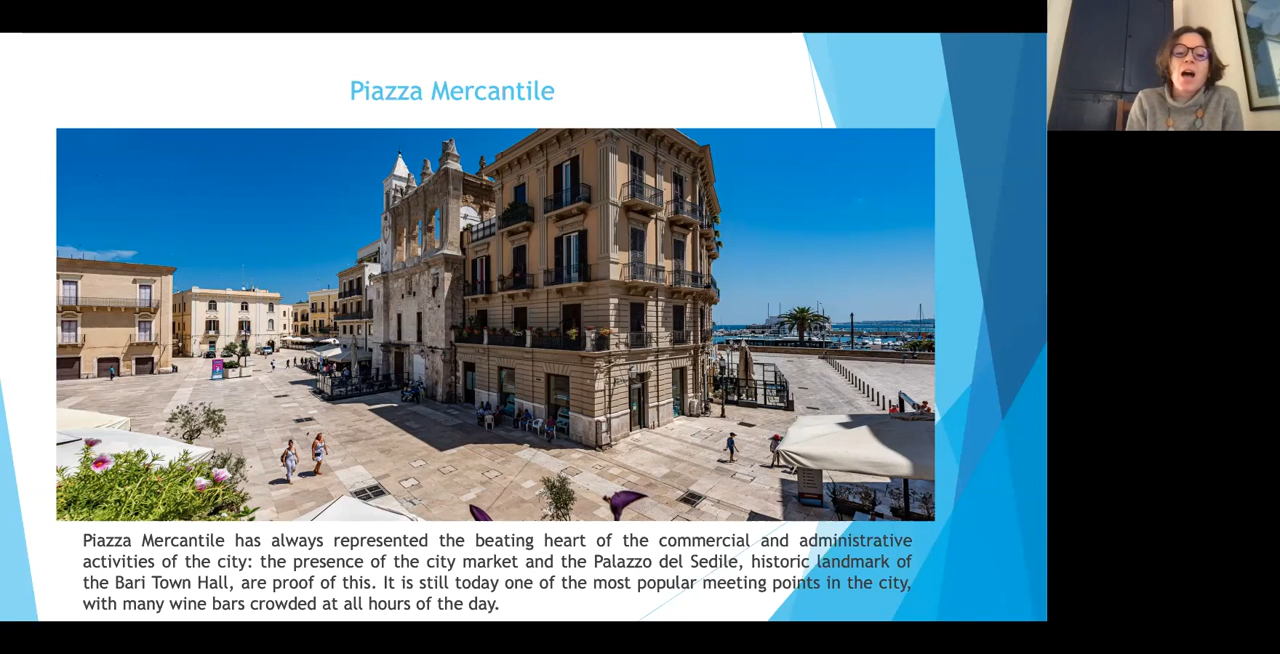 Piazza Mercantile
Piazza Mercantile has always represented the beating heart of the commercial and administrative
activities of the city: the presence of the city market and the Palazzo del Sedile, historic landmark of
the Bari Town Hall, are proof of this. It is still today one of the most popular meeting points in the city,
with many wine bars crowded at all hours of the day.